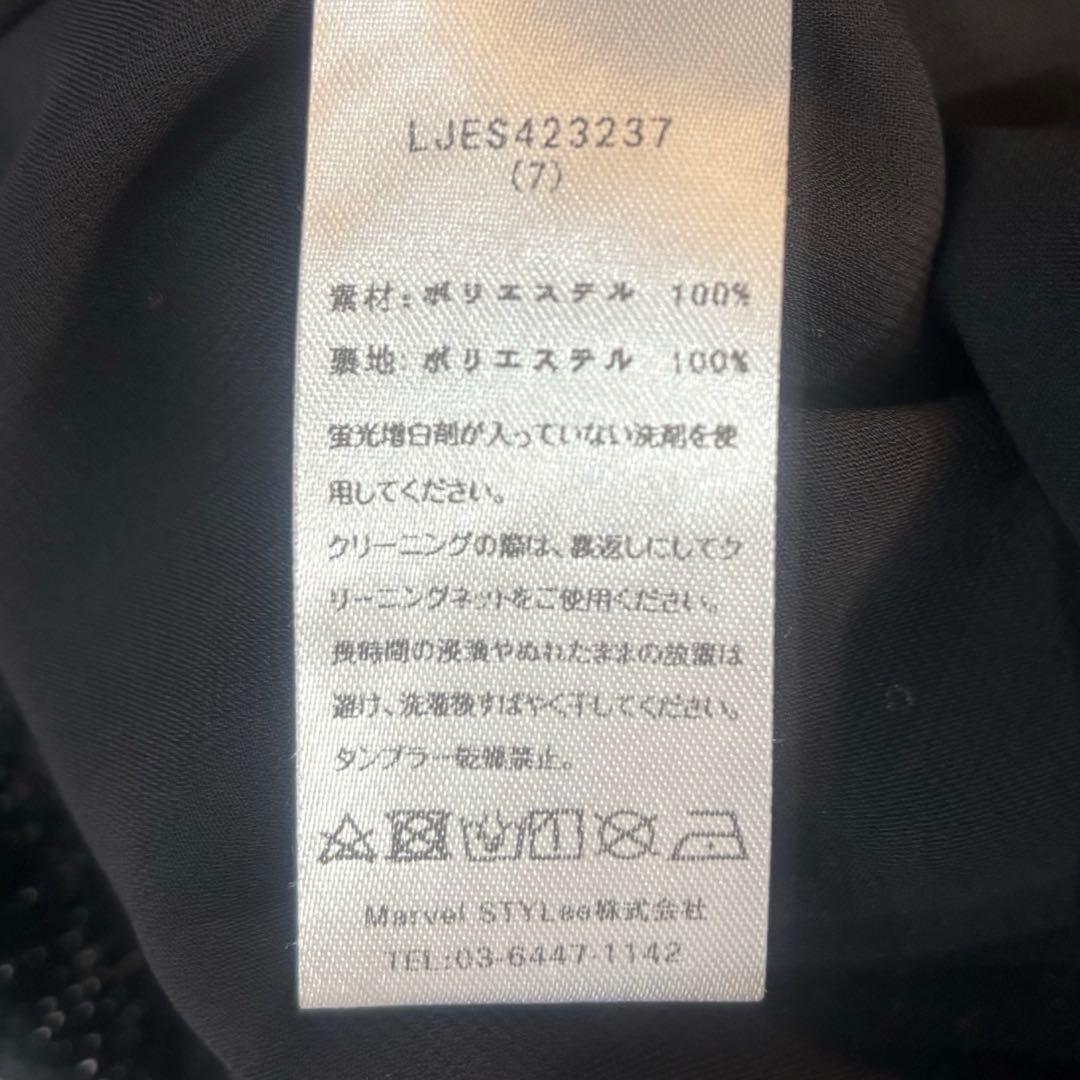 LJES423237
(7)
素材: ポリエステル 100%
裏地: ポリエステル 100%
蛍光増白剤が入っていない洗剤を使
用してください。
クリーニングの際は、裏返しにしてク
リーニングネットをご使用ください。
長時間の浸漬やぬれたままの放置は
避け、洗濯後すばやく干してください。
タンブラー乾燥禁止。
Marvel STYLee株式会社
TEL:03-6447-1142